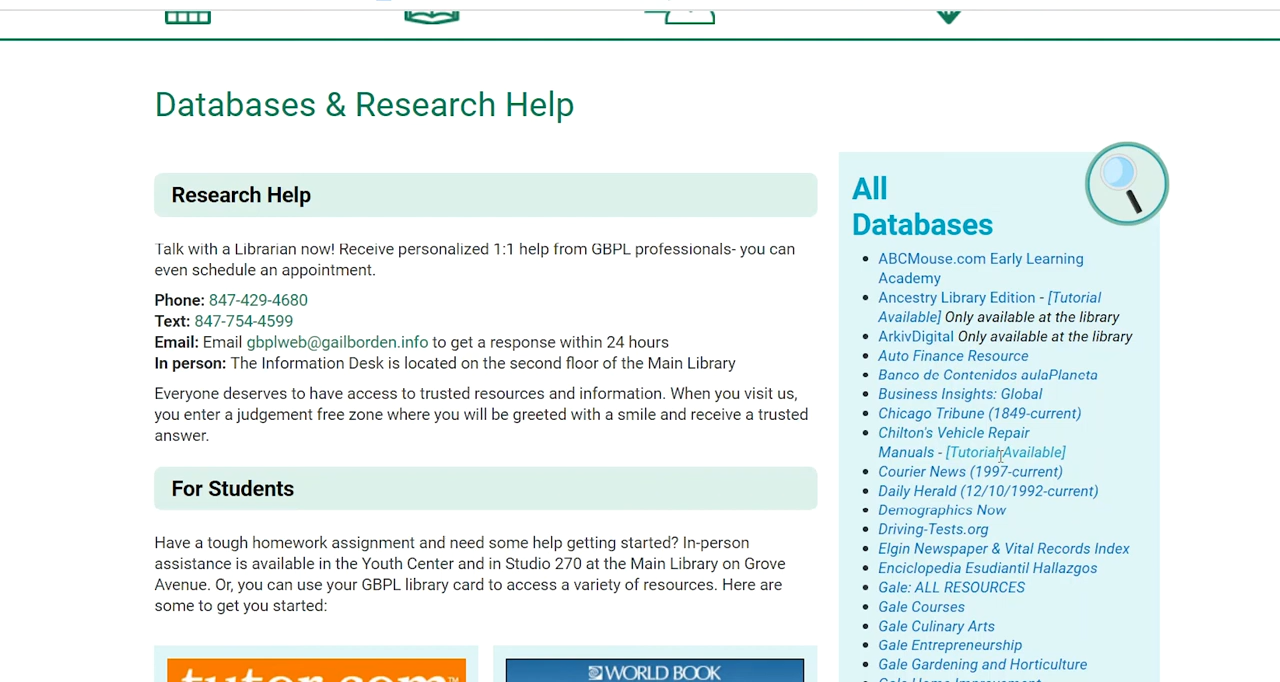 Databases & Research Help
Research Help
Talk with a Librarian now! Receive personalized 1:1 help from GBPL professionals- you can
even schedule an appointment.
Phone: 847-429-4680
Text: 847-754-4599
Email: Email gbplweb@gailborden.info to get a response within 24 hours
In person: The Information Desk is located on the second floor of the Main Library
Everyone deserves to have access to trusted resources and information. When you visit us,
you enter a judgement free zone where you will be greeted with a smile and receive a trusted
answer.
For Students
Have a tough homework assignment and need some help getting started? In-person
assistance is available in the Youth Center and in Studio 270 at the Main Library on Grove
Avenue. Or, you can use your GBPL library card to access a variety of resources. Here are
some to get you started:
tutor.com™
WORLD BOOK
All
Databases
ABCMouse.com Early Learning
Academy
Ancestry Library Edition - [Tutorial
Available] Only available at the library
ArkivDigital Only available at the library
Auto Finance Resource
Banco de Contenidos aulaPlaneta
Business Insights: Global
Chicago Tribune (1849-current)
Chilton's Vehicle Repair
Manuals - [Tutorial Available]
Courier News (1997-current)
Daily Herald (12/10/1992-current)
Demographics Now
Driving-Tests.org
Elgin Newspaper & Vital Records Index
Enciclopedia Esudiantil Hallazgos
Gale: ALL RESOURCES
Gale Courses
Gale Culinary Arts
Gale Entrepreneurship
Gale Gardening and Horticulture
Gale Home Improvement